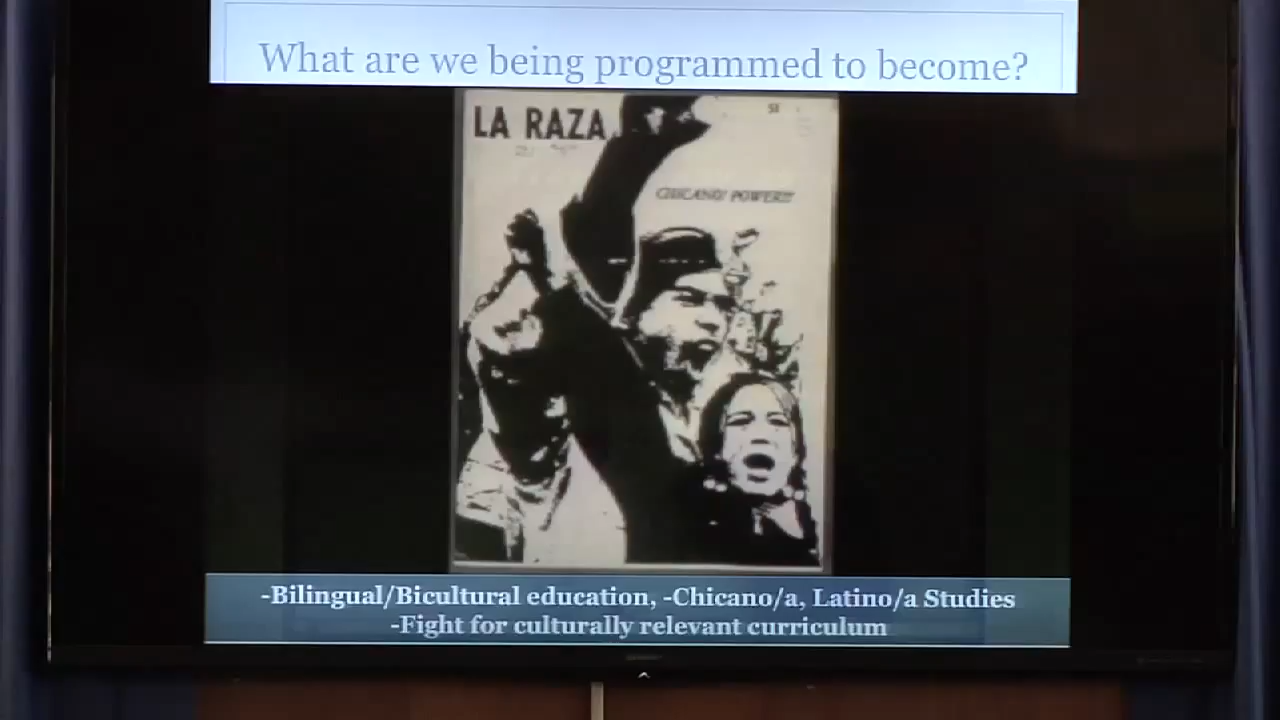 What are we being programmed to become?
LA RAZA
5¢
CHICANO! POWER!!!
-Bilingual/Bicultural education, -Chicano/a, Latino/a Studies
-Fight for culturally relevant curriculum